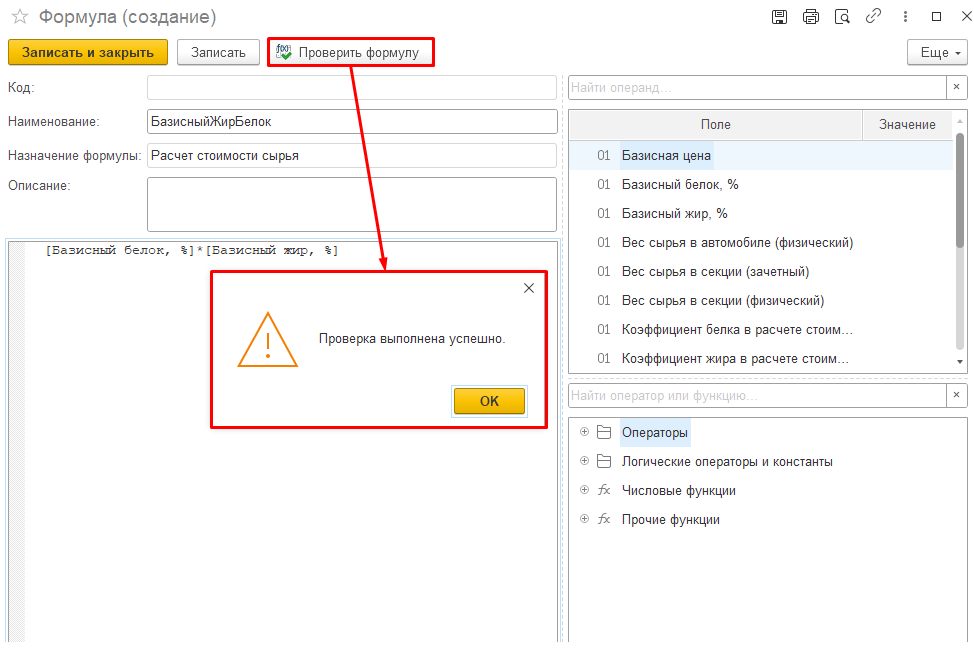 Формула (создание)
Записать и закрыть
Записать
Проверить формулу
Еще
Код:
Наименование:
БазисныйЖирБелок
Назначение формулы:
Расчет стоимости сырья
Описание:
[Базисный белок, %]*[Базисный жир, %]
Проверка выполнена успешно.
OK
Найти операнд...
Поле
Значение
01 Базисная цена
01 Базисный белок, %
01 Базисный жир, %
01 Вес сырья в автомобиле (физический)
01 Вес сырья в секции (зачетный)
01 Вес сырья в секции (физический)
01 Коэффициент белка в расчете стоим...
01 Коэффициент жира в расчете стоим...
Найти оператор или функцию...
Операторы
Логические операторы и константы
fx Числовые функции
fx Прочие функции